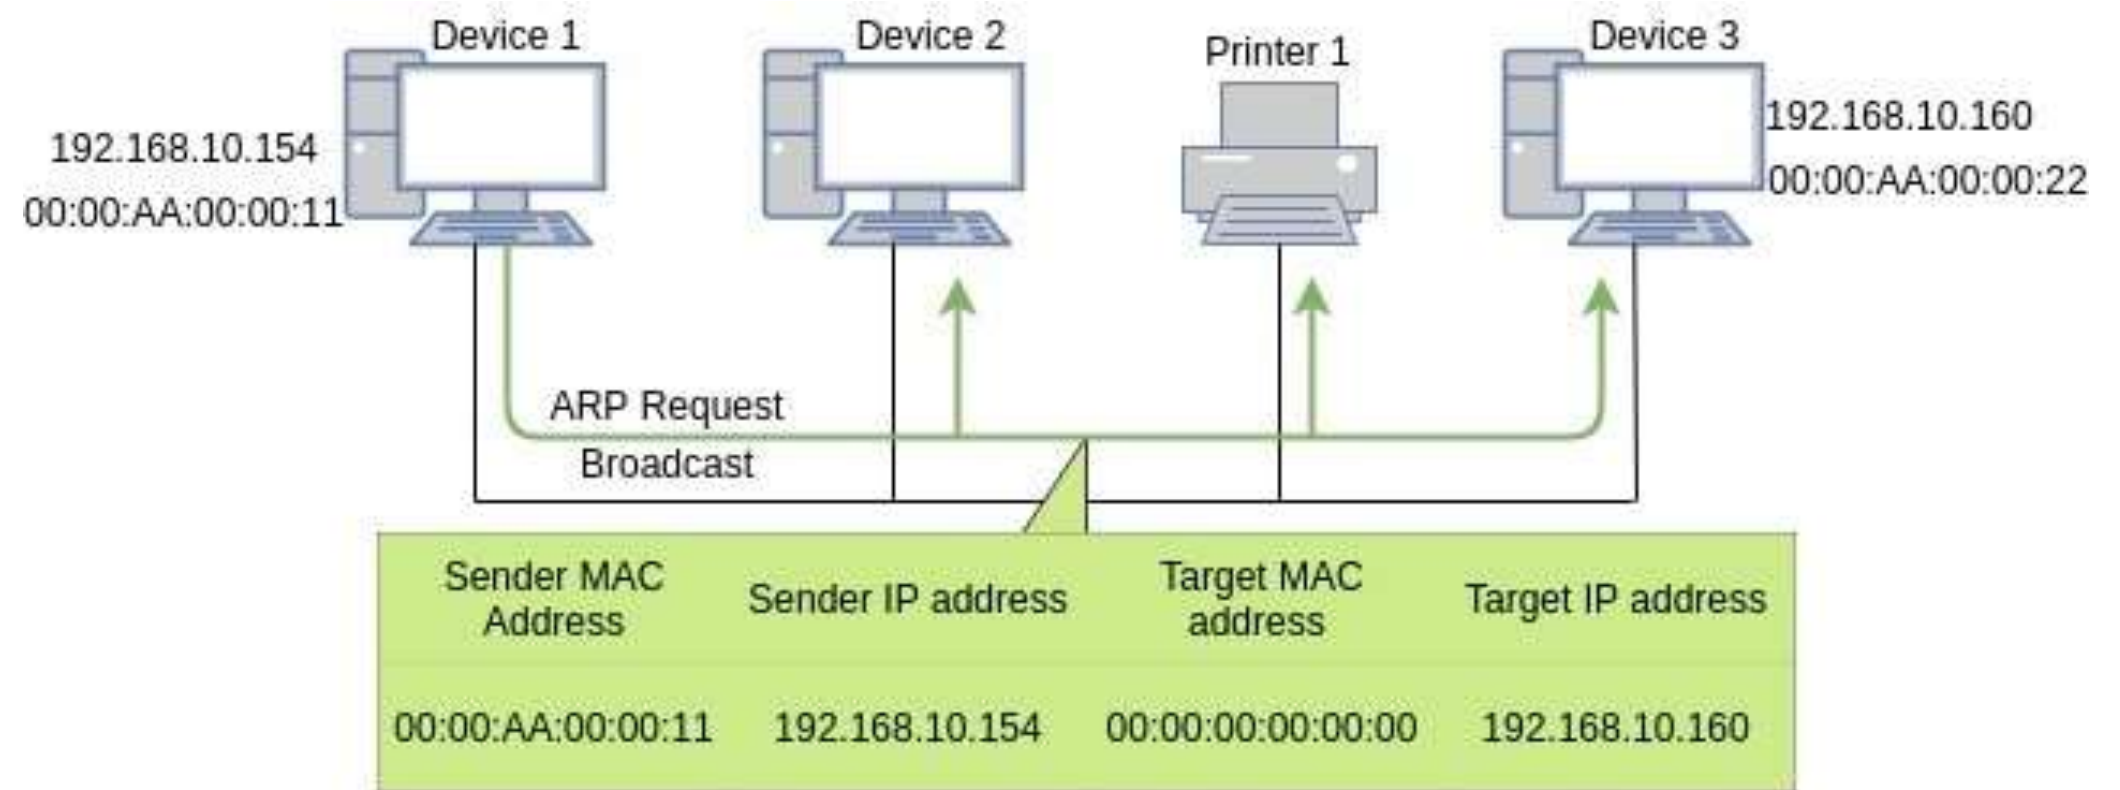 Device 1
Device 2
Printer 1
Device 3
192.168.10.154
00:00:AA:00:00:11
192.168.10.160
00:00:AA:00:00:22
ARP Request
Broadcast
Sender MAC
Address
Sender IP address
Target MAC
address
Target IP address
00:00:AA:00:00:11
192.168.10.154
00:00:00:00:00:00
192.168.10.160